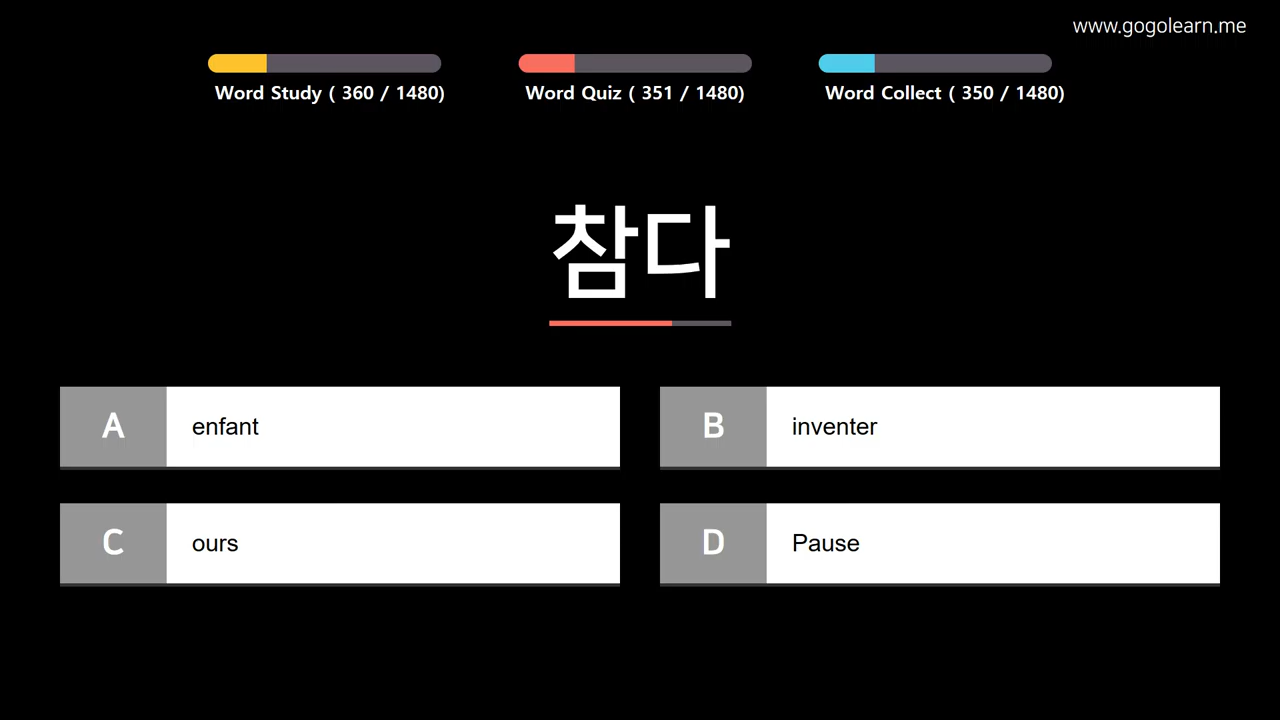 www.gogolearn.me
Word Study ( 360 / 1480)
Word Quiz ( 351 / 1480)
Word Collect ( 350 / 1480)
참다
A enfant
B inventer
C ours
D Pause